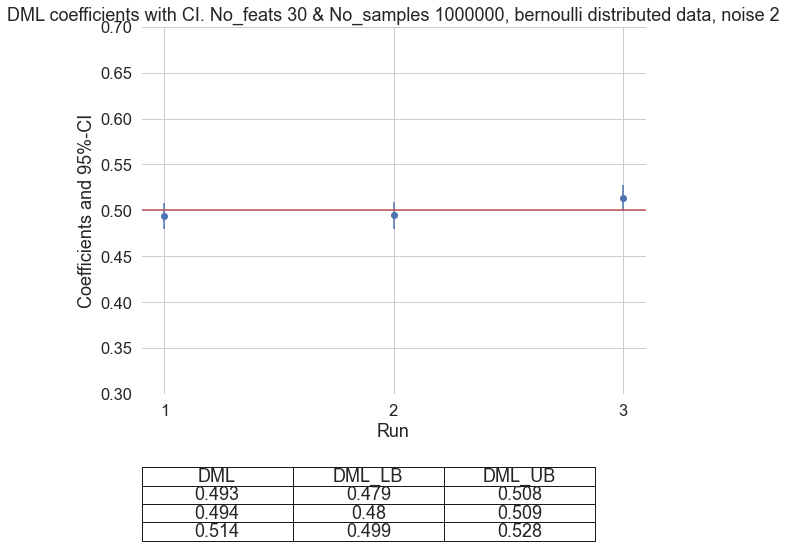 DML coefficients with CI. No_feats 30 & No_samples 1000000, bernoulli distributed data, noise 2
0.70
0.65
0.60
0.55
0.50
0.45
0.40
0.35
0.30
Coefficients and 95%-CI
1 2 3
Run
DML DML_LB DML_UB
0.493 0.479 0.508
0.494 0.48 0.509
0.514 0.499 0.528